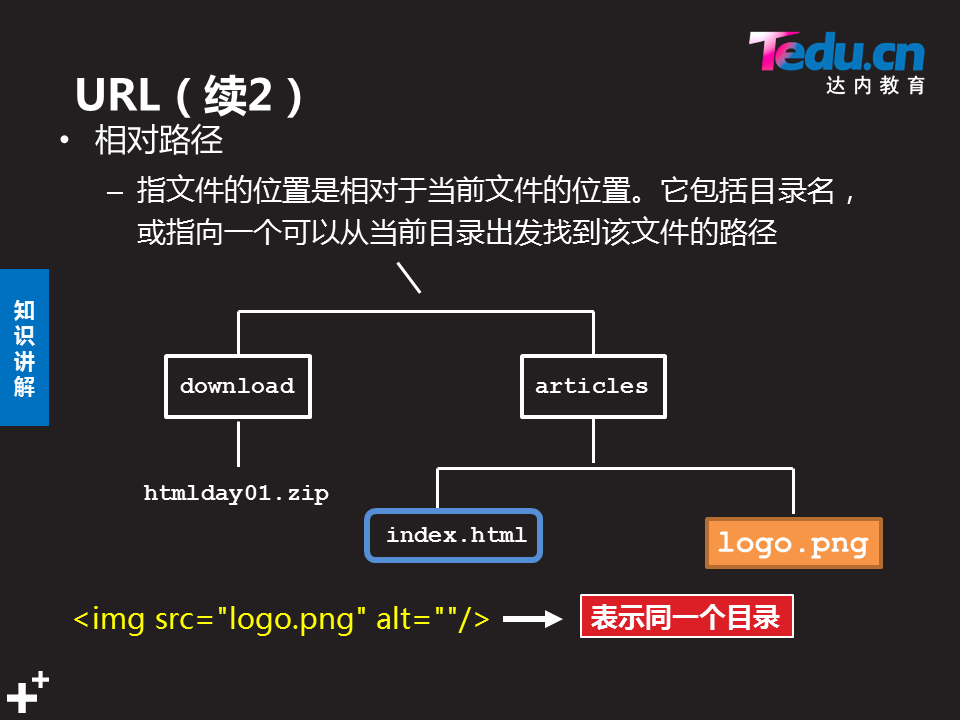 Tedu.cn
达内教育
URL（续2）
• 相对路径
– 指文件的位置是相对于当前文件的位置。它包括目录名，
或指向一个可以从当前目录出发找到该文件的路径
知
识
讲
解
\
download
articles
htmlday01.zip
index.html
logo.png
<img src="logo.png" alt=""/>
表示同一个目录